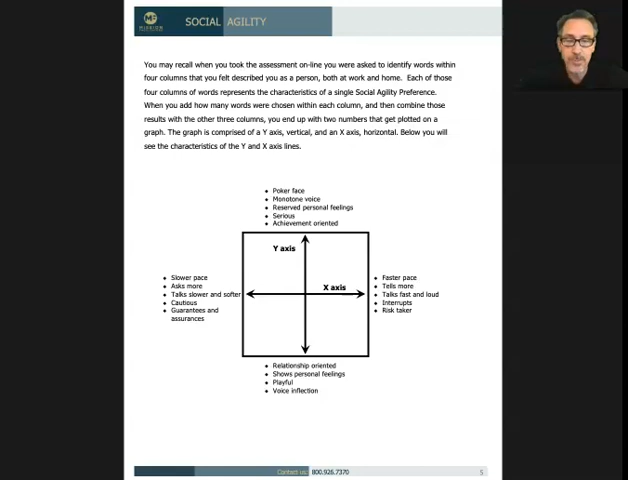 MF
SOCIAL AGILITY
You may recall when you took the assessment on-line you were asked to identify words within
four columns that you felt described you as a person, both at work and home.  Each of those
four columns of words represents the characteristics of a single Social Agility Preference.
When you add how many words were chosen within each column, and then combine those
results with the other three columns, you end up with two numbers that get plotted on a
graph. The graph is comprised of a Y axis, vertical, and an X axis, horizontal. Below you will
see the characteristics of the Y and X axis lines.
• Poker face
• Monotone voice
• Reserved personal feelings
• Serious
• Achievement oriented
Y axis
X axis
• Slower pace
• Asks more
• Talks slower and softer
• Cautious
• Guarantees and
assurances
• Faster pace
• Tells more
• Talks fast and loud
• Interrupts
• Risk taker
• Relationship oriented
• Shows personal feelings
• Playful
• Voice inflection
Contact us: 800.926.7370
5